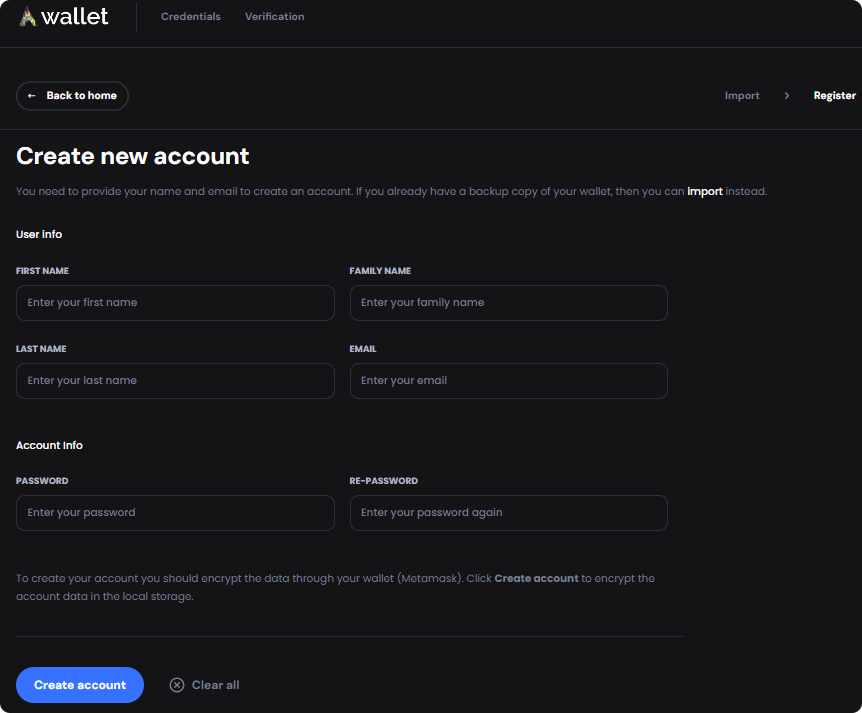 wallet
Credentials
Verification
← Back to home
Import > Register
Create new account
You need to provide your name and email to create an account. If you already have a backup copy of your wallet, then you can import instead.
User info
FIRST NAME
FAMILY NAME
Enter your first name
Enter your family name
LAST NAME
EMAIL
Enter your last name
Enter your email
Account Info
PASSWORD
RE-PASSWORD
Enter your password
Enter your password again
To create your account you should encrypt the data through your wallet (Metamask). Click Create account to encrypt the
account data in the local storage.
Create account
Clear all